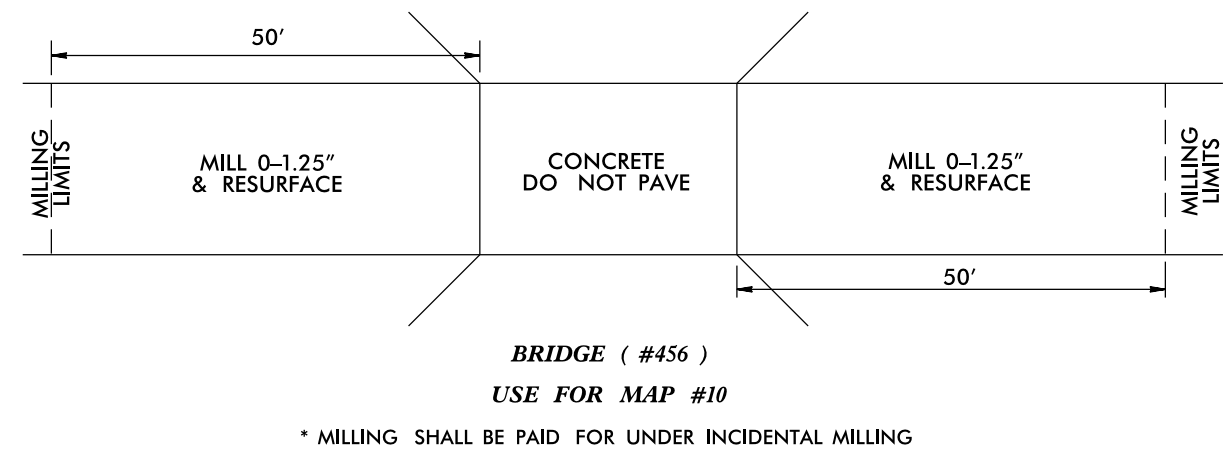 50'
MILLING
LIMITS
MILL 0–1.25"
& RESURFACE
CONCRETE
DO NOT PAVE
MILL 0–1.25"
& RESURFACE
MILLING
LIMITS
50'
BRIDGE ( #456 )
USE FOR MAP #10
* MILLING SHALL BE PAID FOR UNDER INCIDENTAL MILLING